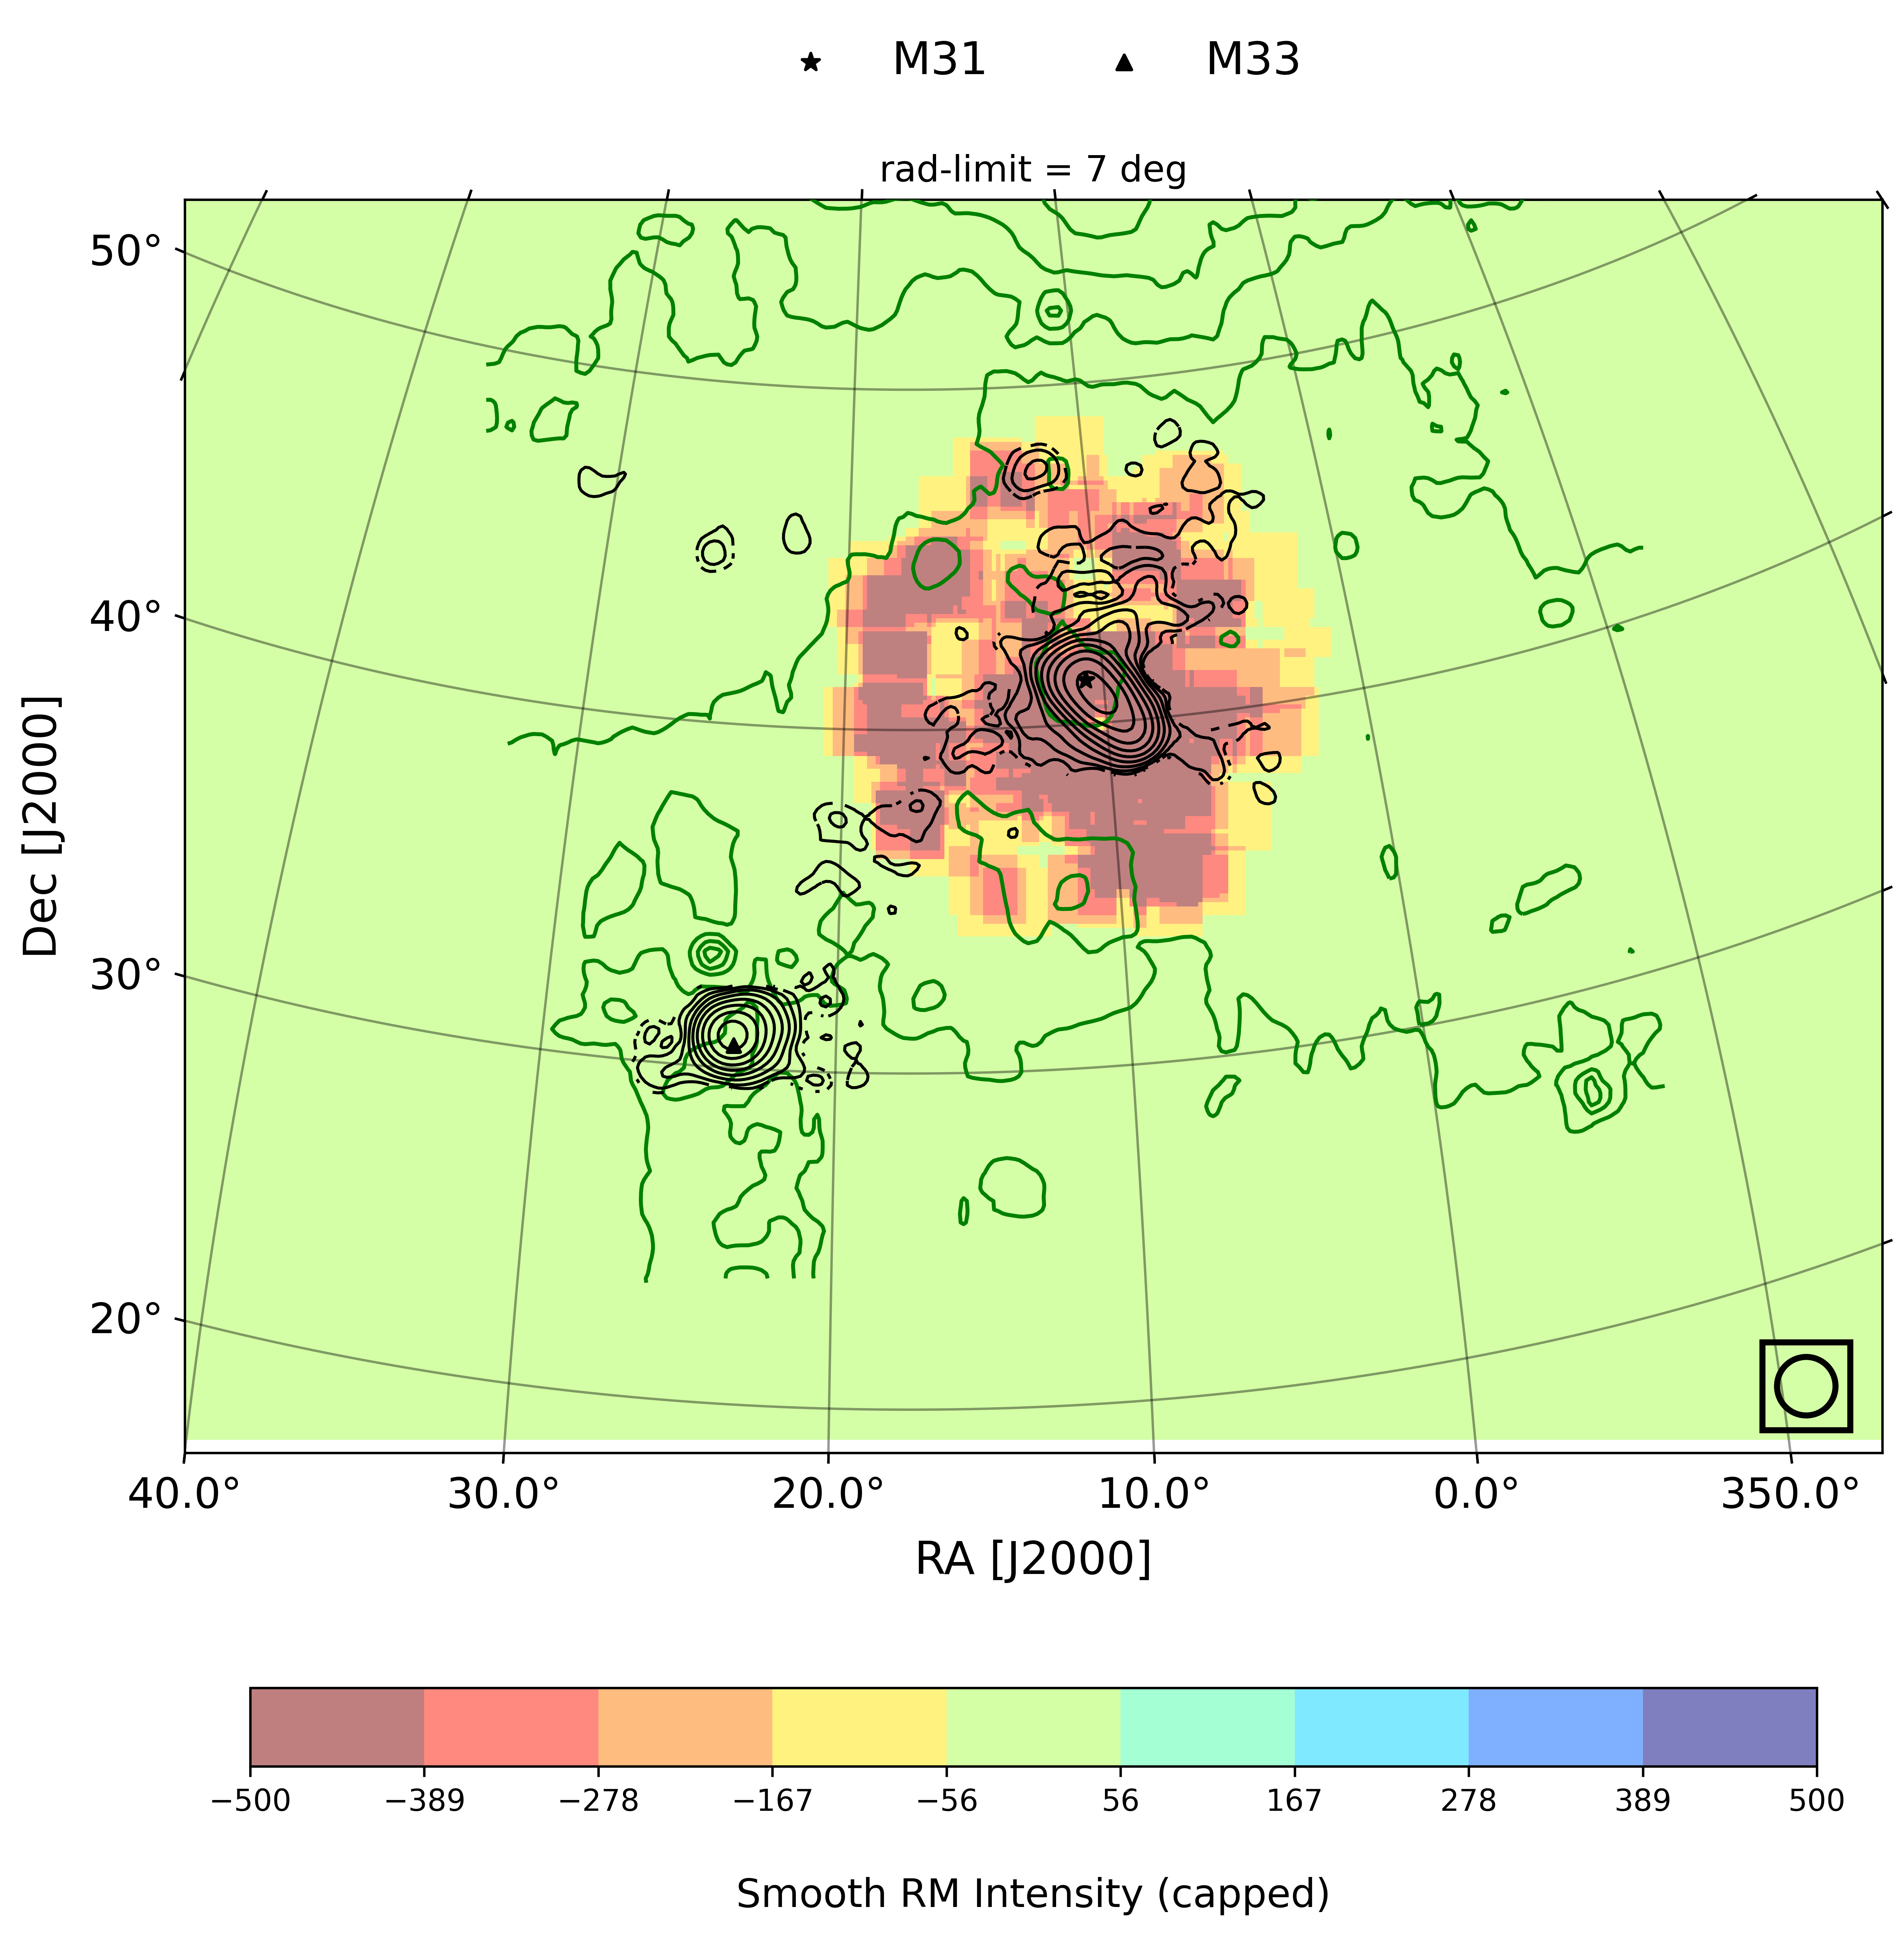 M31 M33
rad-limit = 7 deg
50°
40°
30°
20°
Dec [J2000]
40.0° 30.0° 20.0° 10.0° 0.0° 350.0°
RA [J2000]
−500 −389 −278 −167 −56 56 167 278 389 500
Smooth RM Intensity (capped)